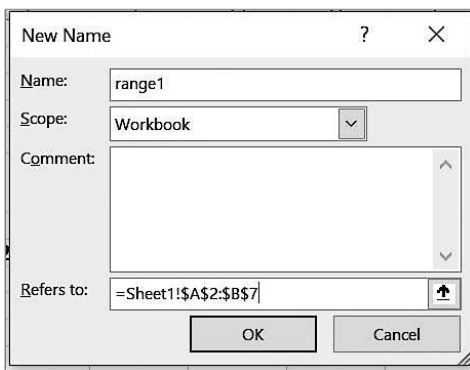 New Name ? X
Name: range1
Scope: Workbook
Comment:
Refers to: =Sheet1!$A$2:$B$7
OK Cancel